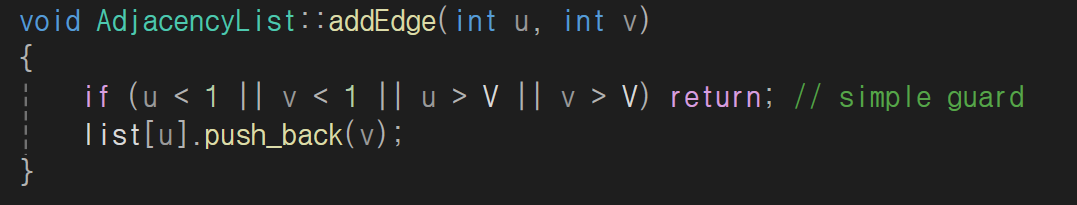 void AdjacencyList::addEdge(int u, int v)
{
    if (u < 1 || v < 1 || u > V || v > V) return; // simple guard
    list[u].push_back(v);
}